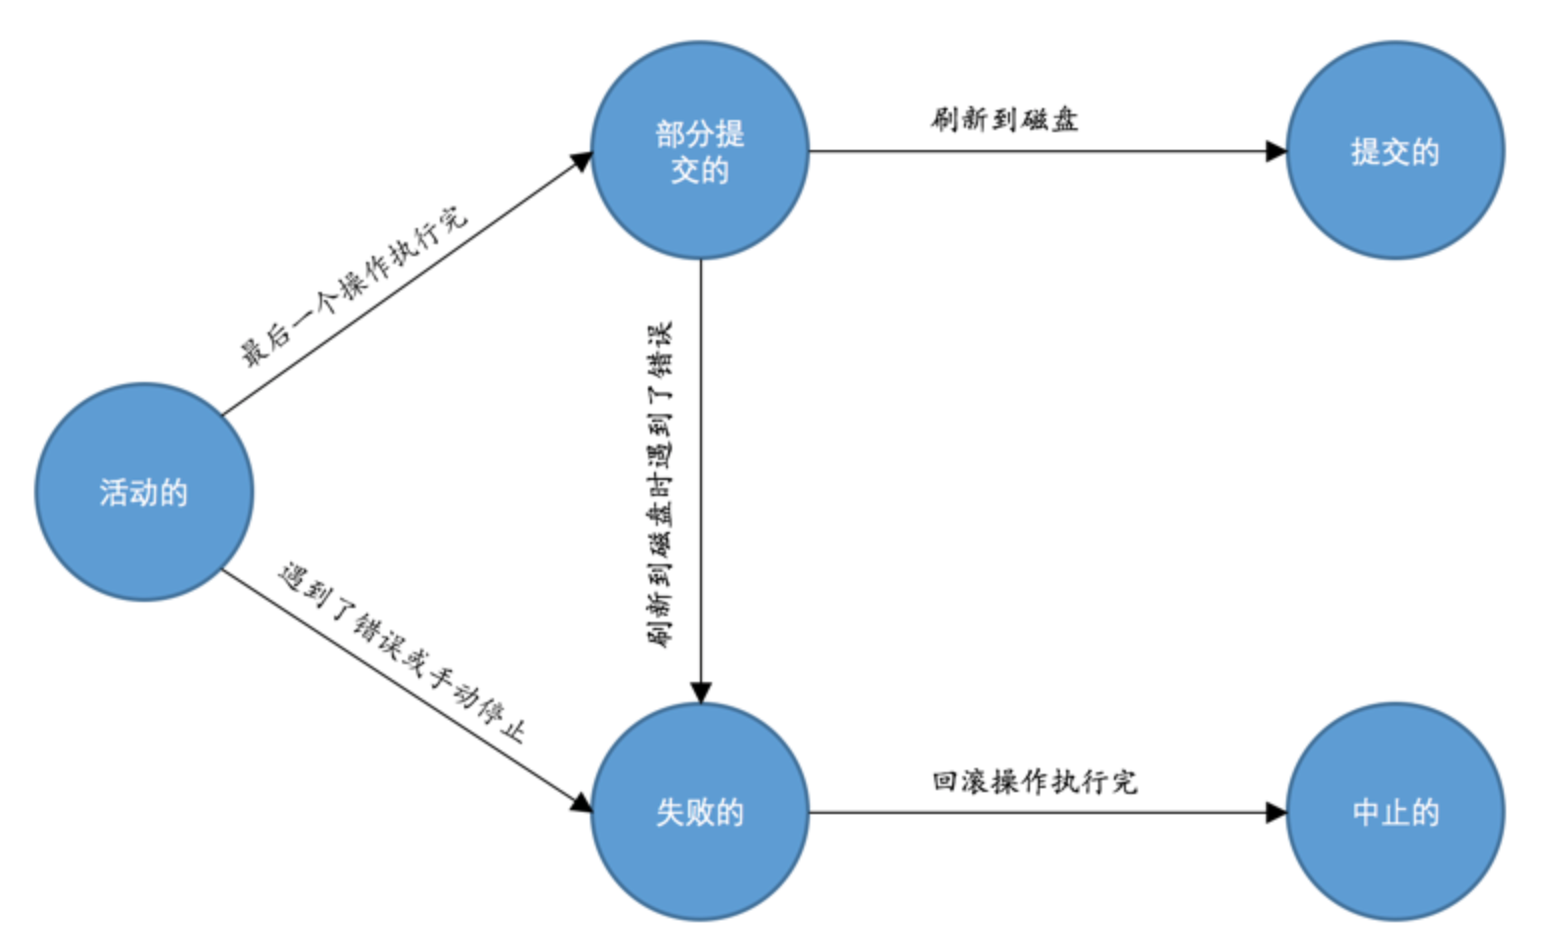 部分提
交的
刷新到磁盘
提交的
最后一个操作执行完
刷新到磁盘时遇到了错误
活动的
遇到了错误或手动停止
失败的
回滚操作执行完
中止的